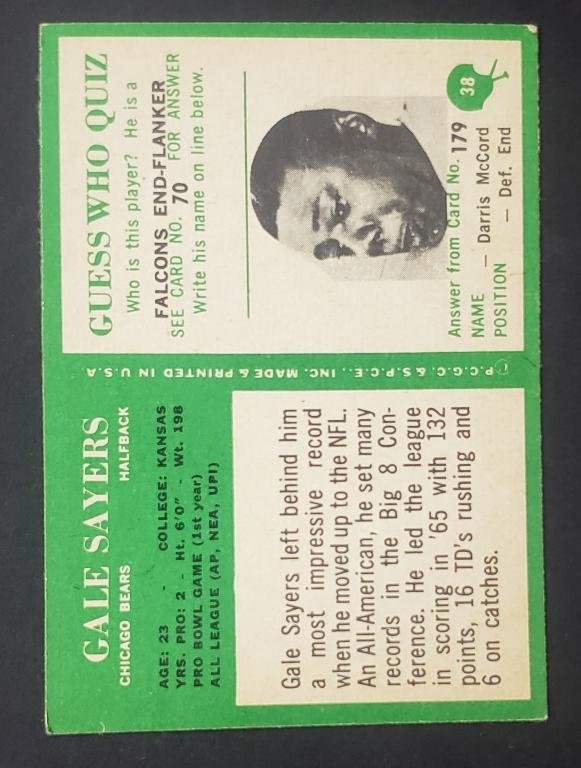 GALE SAYERS
CHICAGO BEARS HALFBACK
AGE: 23 - COLLEGE: KANSAS
YRS. PRO: 2 - Ht. 6'0" - Wt. 198
PRO BOWL GAME (1st year)
ALL LEAGUE (AP, NEA, UPI)
Gale Sayers left behind him
a most impressive record
when he moved up to the NFL.
An All-American, he set many
records in the Big 8 Con-
ference. He led the league
in scoring in '65 with 132
points, 16 TD's rushing and
6 on catches.
©P.C.G.C. & S.P.C.E., INC. MADE & PRINTED IN U.S.A
GUESS WHO QUIZ
Who is this player? He is a
FALCONS END-FLANKER
SEE CARD NO. 70 FOR ANSWER
Write his name on line below.
Answer from Card No. 179
NAME — Darris McCord
POSITION — Def. End
38